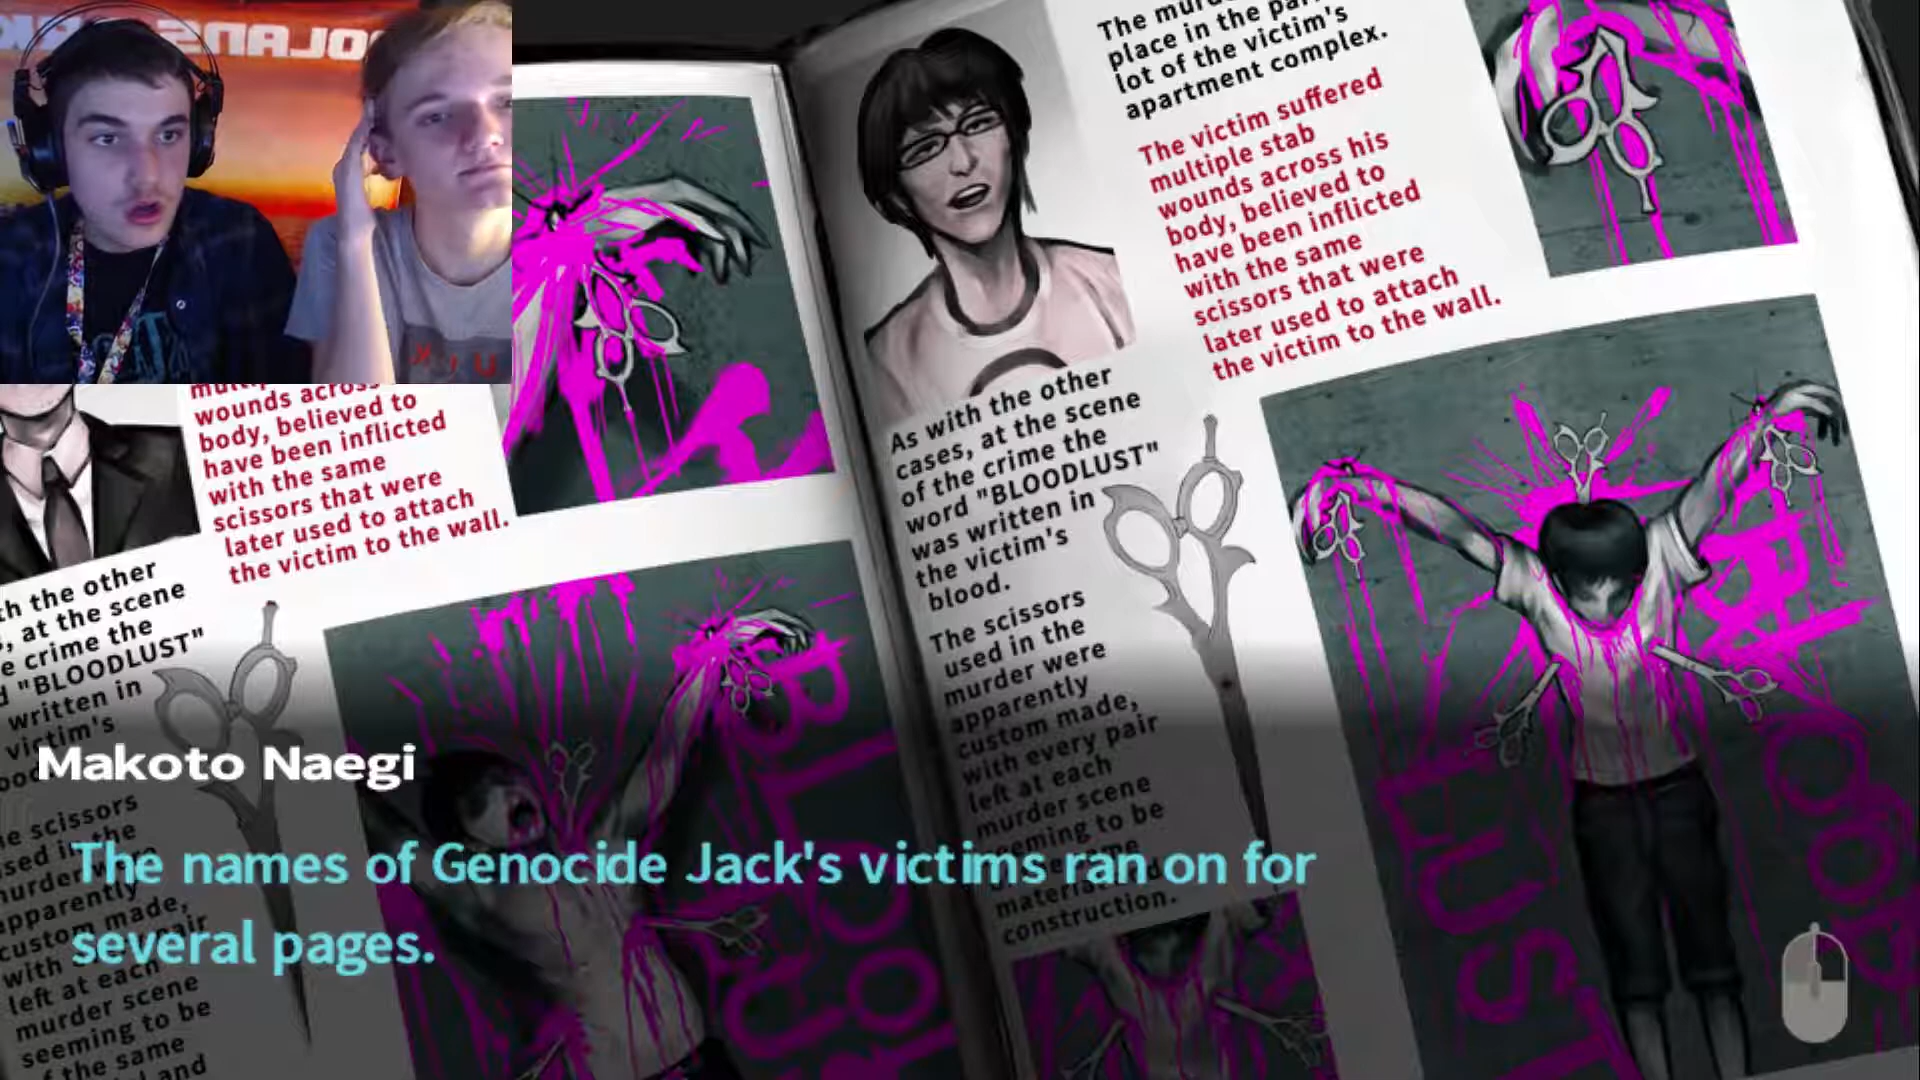 wounds across
body, believed to
have been inflicted
with the same
scissors that were
later used to attach
the victim to the wall.
the other
at the scene
crime the
"BLOODLUST"
written in
victim's
scissors
murder
apparently
custom made,
with
left at each
murder scene
seeming to be
of the same
and
BLOOD
The
place in the
lot of the victim's
apartment complex.
The victim suffered
multiple stab
wounds across his
body, believed to
have been inflicted
with the same
scissors that were
later used to attach
the victim to the wall.
As with the other
cases, at the scene
of the crime the
word "BLOODLUST"
was written in
the victim's
blood.
The scissors
used in the
murder were
apparently
custom made,
with every pair
left at each
murder scene
seeming to be
construction.
LUST
Makoto Naegi
The names of Genocide Jack's victims ran on for
several pages.